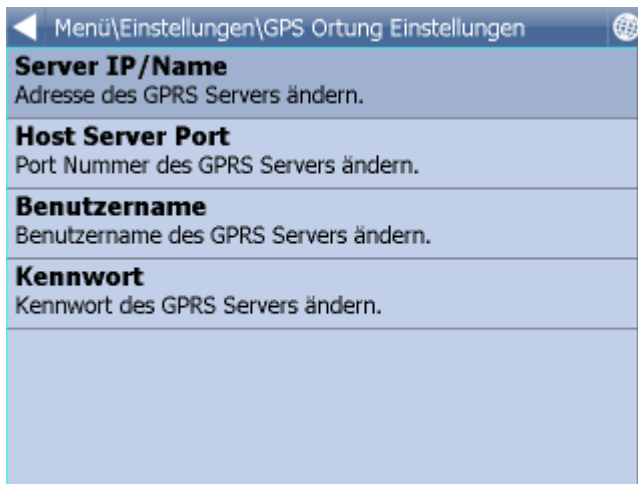 Menü\Einstellungen\GPS Ortung Einstellungen
Server IP/Name
Adresse des GPRS Servers ändern.
Host Server Port
Port Nummer des GPRS Servers ändern.
Benutzername
Benutzername des GPRS Servers ändern.
Kennwort
Kennwort des GPRS Servers ändern.